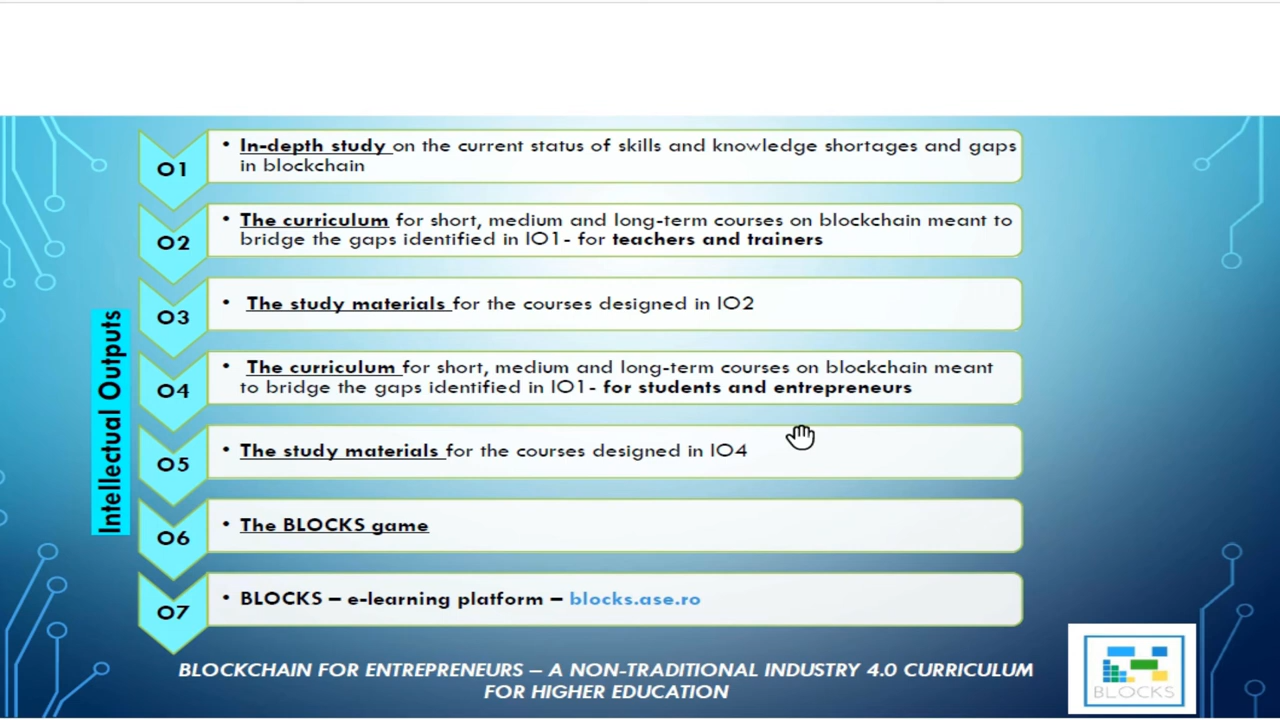 Intellectual Outputs
O1
• In-depth study on the current status of skills and knowledge shortages and gaps
in blockchain
O2
• The curriculum for short, medium and long-term courses on blockchain meant to
bridge the gaps identified in IO1- for teachers and trainers
O3
• The study materials for the courses designed in IO2
O4
• The curriculum for short, medium and long-term courses on blockchain meant
to bridge the gaps identified in IO1- for students and entrepreneurs
O5
• The study materials for the courses designed in IO4
O6
• The BLOCKS game
O7
• BLOCKS – e-learning platform – blocks.ase.ro
BLOCKCHAIN FOR ENTREPRENEURS – A NON-TRADITIONAL INDUSTRY 4.0 CURRICULUM
FOR HIGHER EDUCATION
BLOCKS